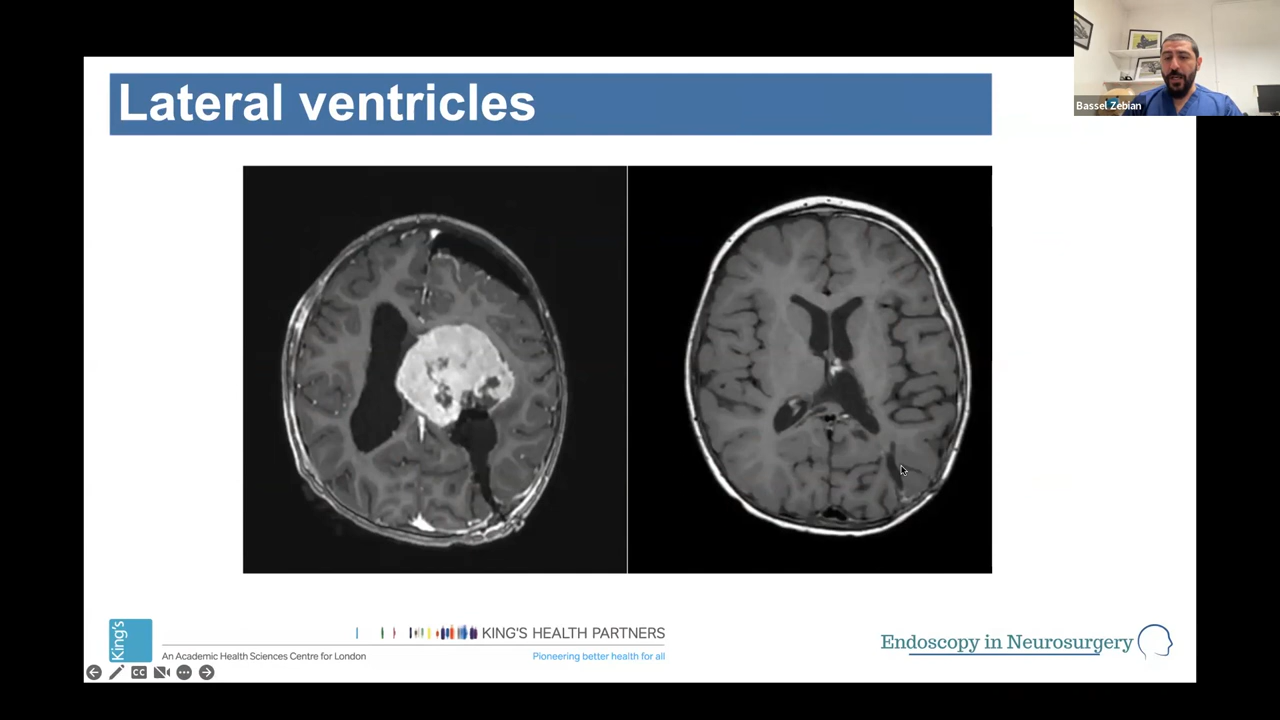 Bassel Zebian
Lateral ventricles
King's
KING'S HEALTH PARTNERS
An Academic Health Sciences Centre for London
Pioneering better health for all
Endoscopy in Neurosurgery
CC